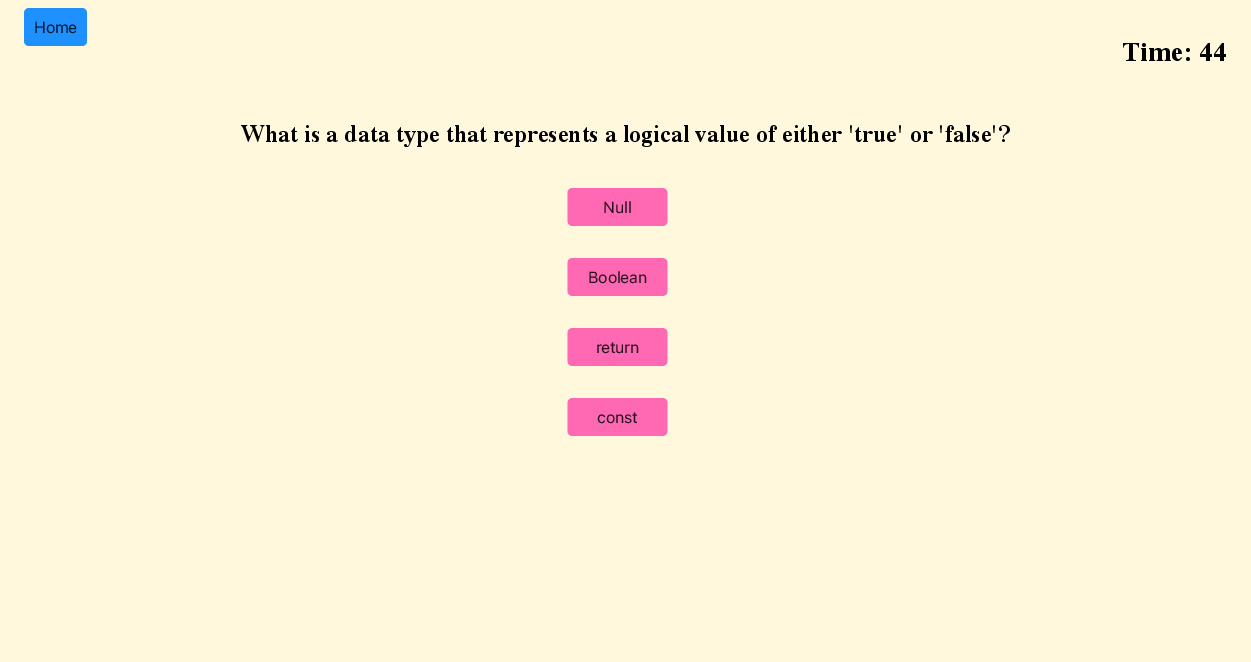 Home
Time: 44
What is a data type that represents a logical value of either 'true' or 'false'?
Null
Boolean
return
const